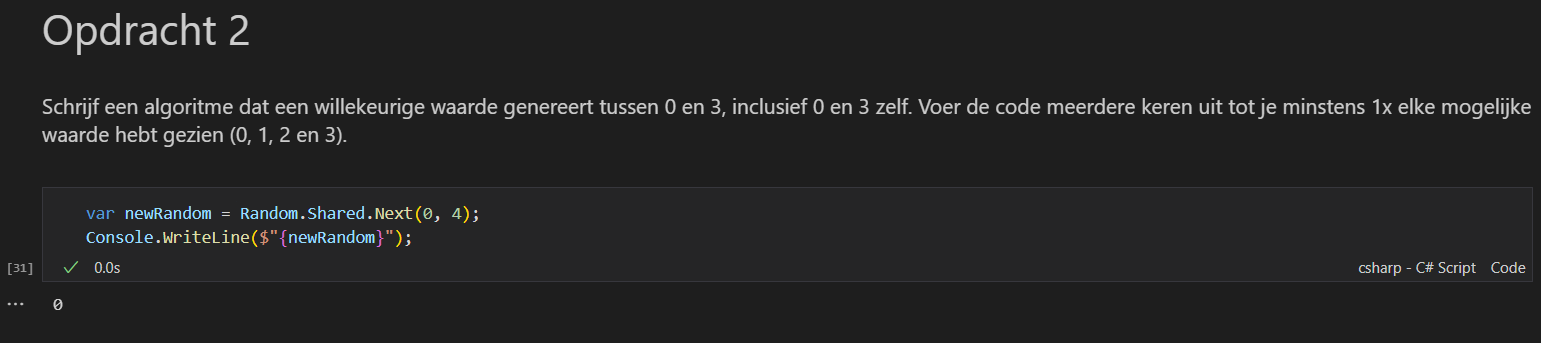 Opdracht 2
Schrijf een algoritme dat een willekeurige waarde genereert tussen 0 en 3, inclusief 0 en 3 zelf. Voer de code meerdere keren uit tot je minstens 1x elke mogelijke
waarde hebt gezien (0, 1, 2 en 3).
var newRandom = Random.Shared.Next(0, 4);
Console.WriteLine($"{newRandom}");
[31] ✓ 0.0s csharp - C# Script Code
... 0